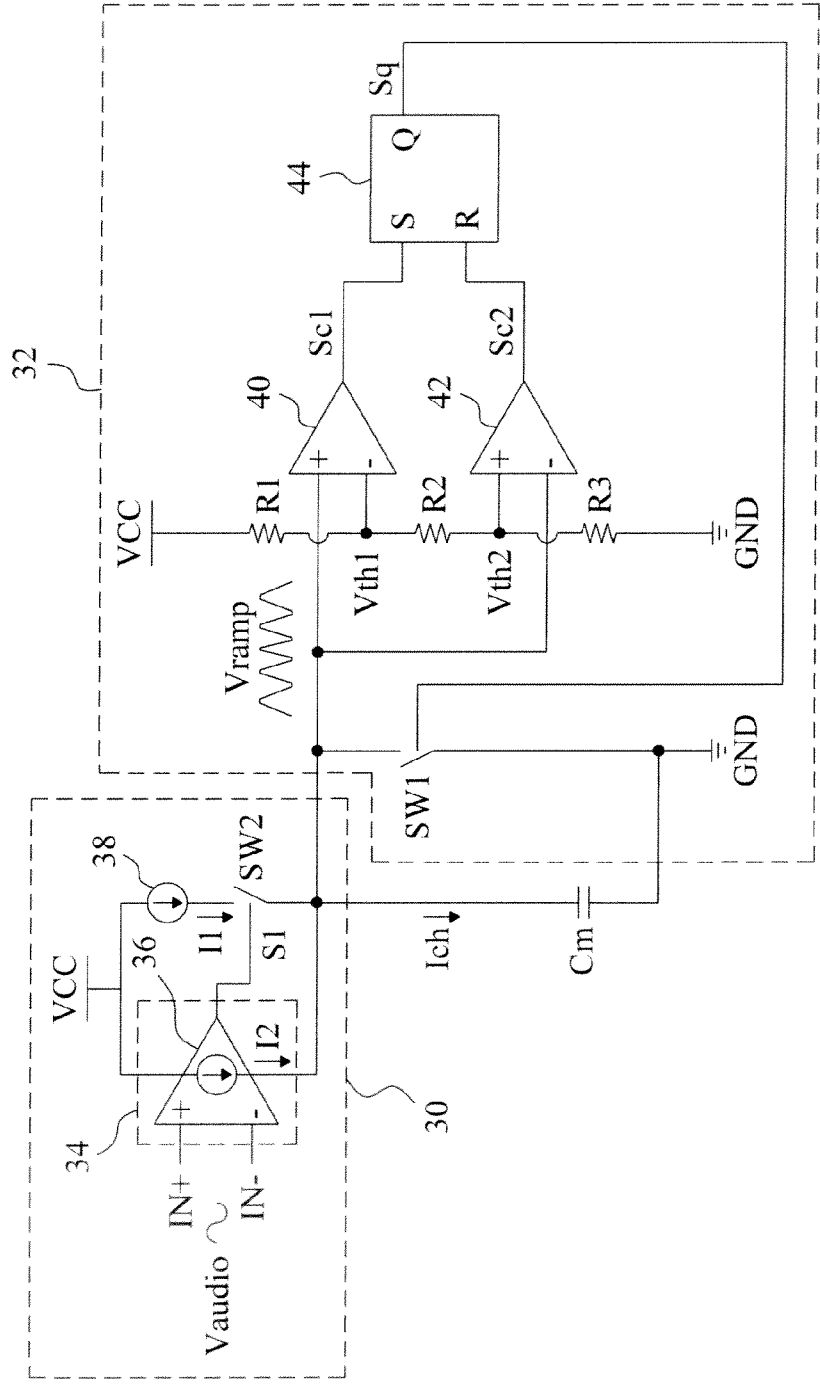 32
VCC
R1
40
Sc1
44
S
Q
Sq
R
Vramp
Vth1
+
-
R2
42
Sc2
Vth2
+
-
R3
GND
SW1
GND
VCC
38
36
I1
SW2
S1
34
I2
IN+
IN-
+
-
Vaudio
30
Ich
Cm